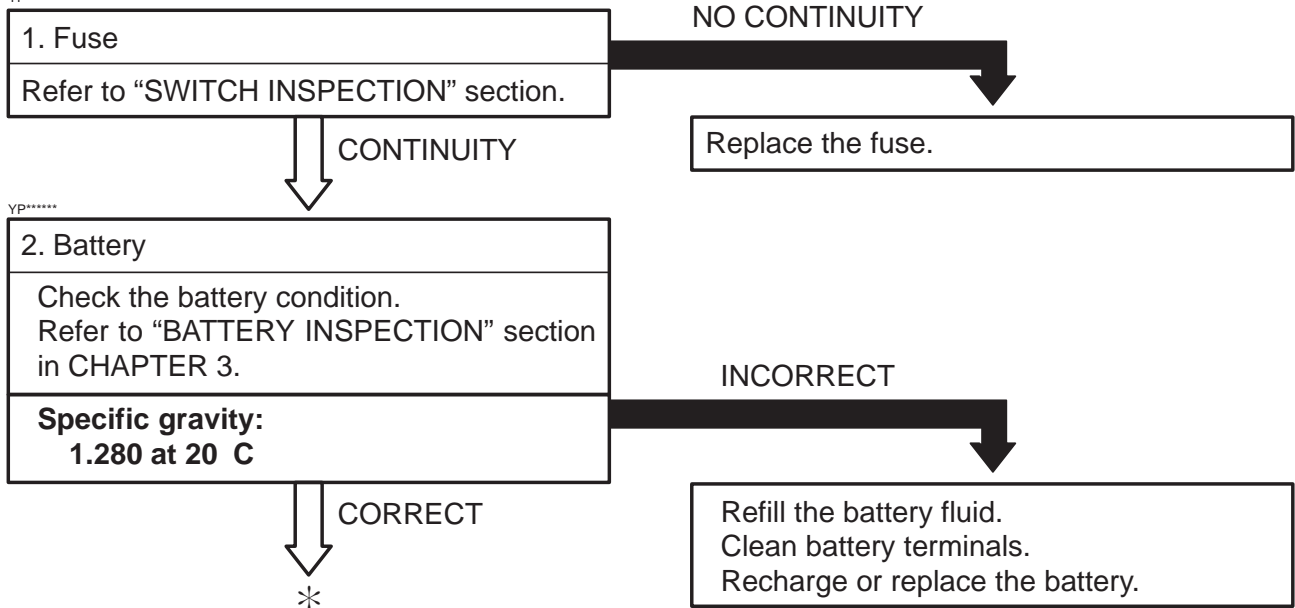 NO CONTINUITY
1. Fuse
Refer to “SWITCH INSPECTION” section.
CONTINUITY
Replace the fuse.
YP******
2. Battery
Check the battery condition.
Refer to “BATTERY INSPECTION” section
in CHAPTER 3.
INCORRECT
Specific gravity:
1.280 at 20 C
CORRECT
Refill the battery fluid.
Clean battery terminals.
Recharge or replace the battery.
*